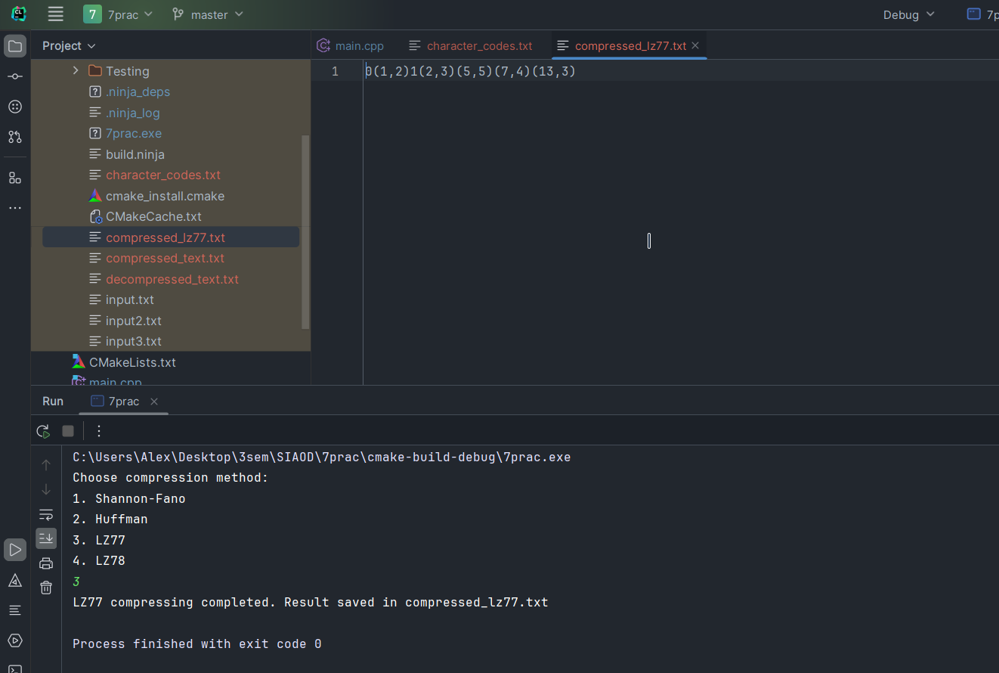 7 7prac master Debug 7p
Project
main.cpp character_codes.txt compressed_lz77.txt
1 0(1,2)1(2,3)(5,5)(7,4)(13,3)
Testing
.ninja_deps
.ninja_log
7prac.exe
build.ninja
character_codes.txt
cmake_install.cmake
CMakeCache.txt
compressed_lz77.txt
compressed_text.txt
decompressed_text.txt
input.txt
input2.txt
input3.txt
CMakeLists.txt
main.cpp
Run 7prac
C:\Users\Alex\Desktop\3sem\SIAOD\7prac\cmake-build-debug\7prac.exe
Choose compression method:
1. Shannon-Fano
2. Huffman
3. LZ77
4. LZ78
3
LZ77 compressing completed. Result saved in compressed_lz77.txt
Process finished with exit code 0